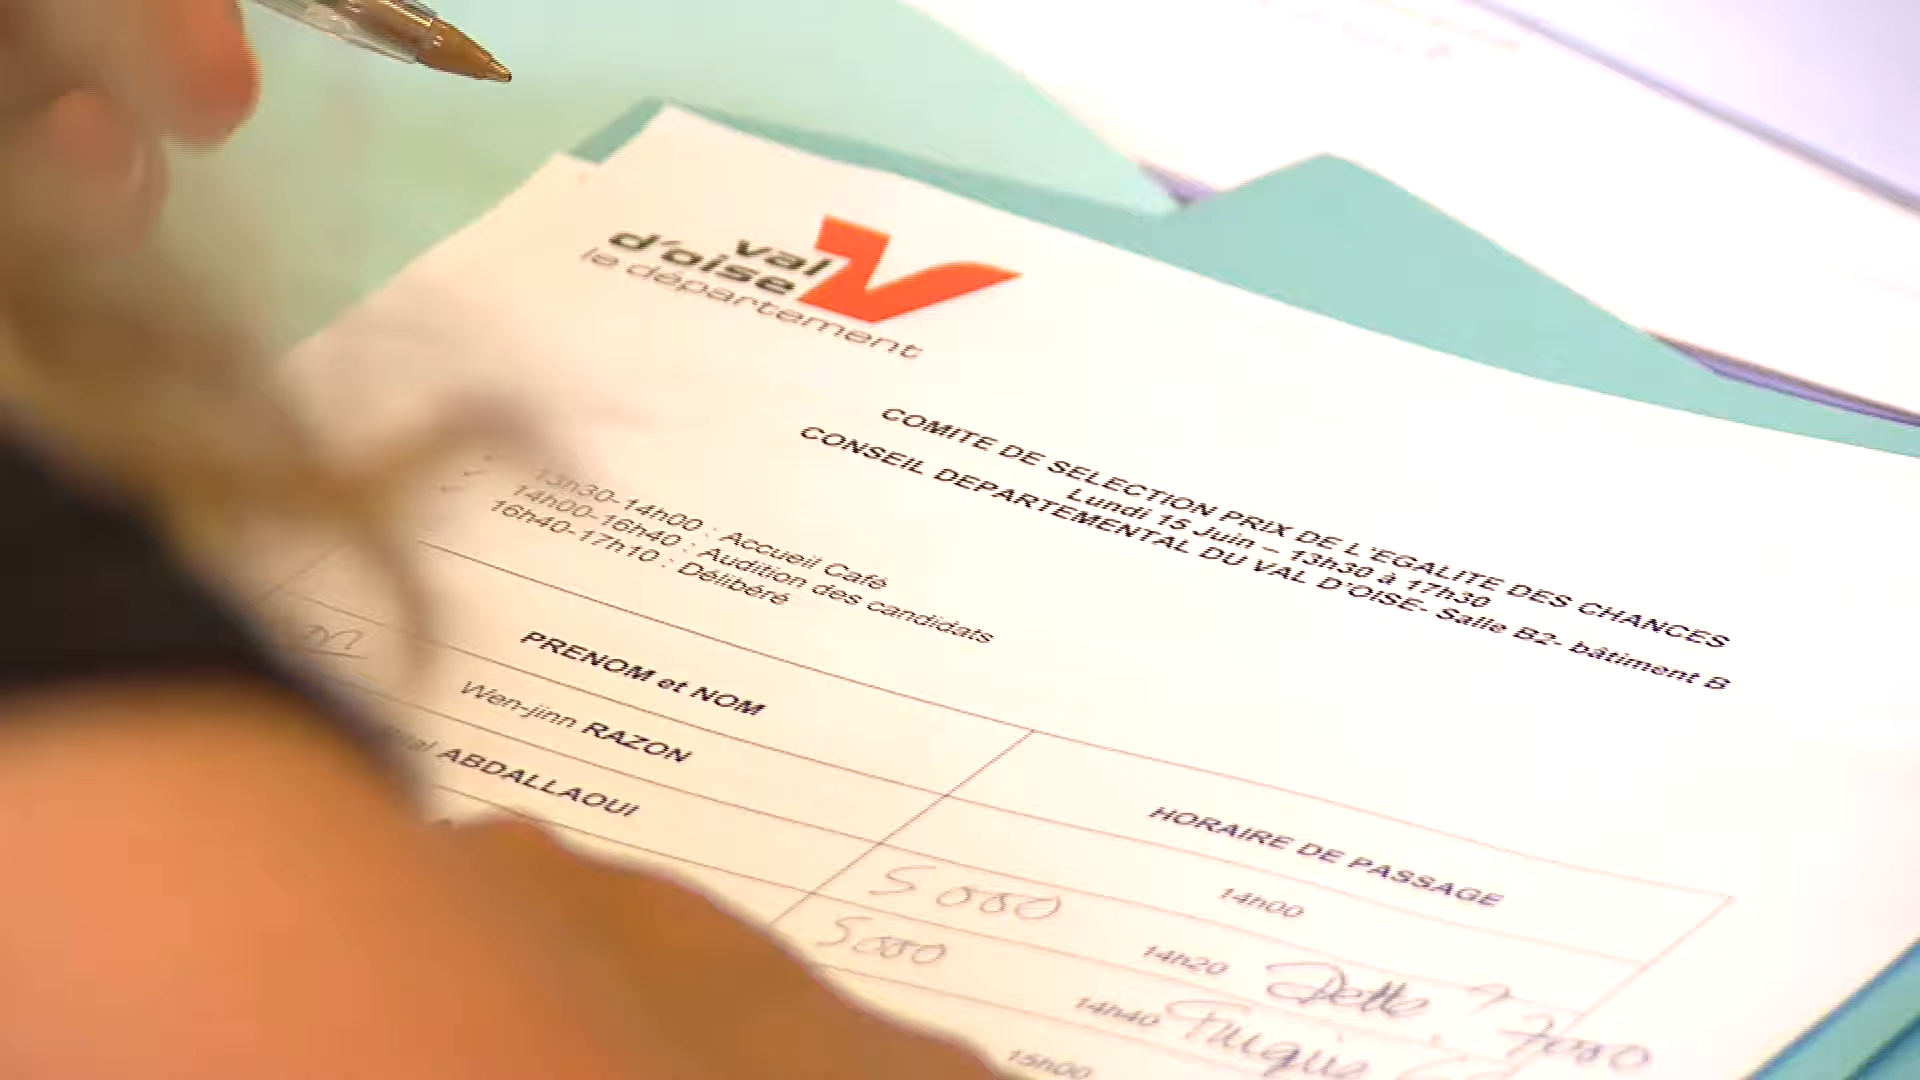 val
d'oise
le département
COMITE DE SELECTION PRIX DE L'EGALITE DES CHANCES
Lundi 15 Juin – 13h30 à 17h30
CONSEIL DEPARTEMENTAL DU VAL D'OISE- Salle B2- bâtiment B
13h30-14h00 : Accueil Café
14h00-16h40 : Audition des candidats
16h40-17h10 : Délibéré
PRENOM et NOM
HORAIRE DE PASSAGE
Wen-jinn RAZON
14h00
ABDALLAOUI
5000
14h20
5000
14h40
7000
15h00